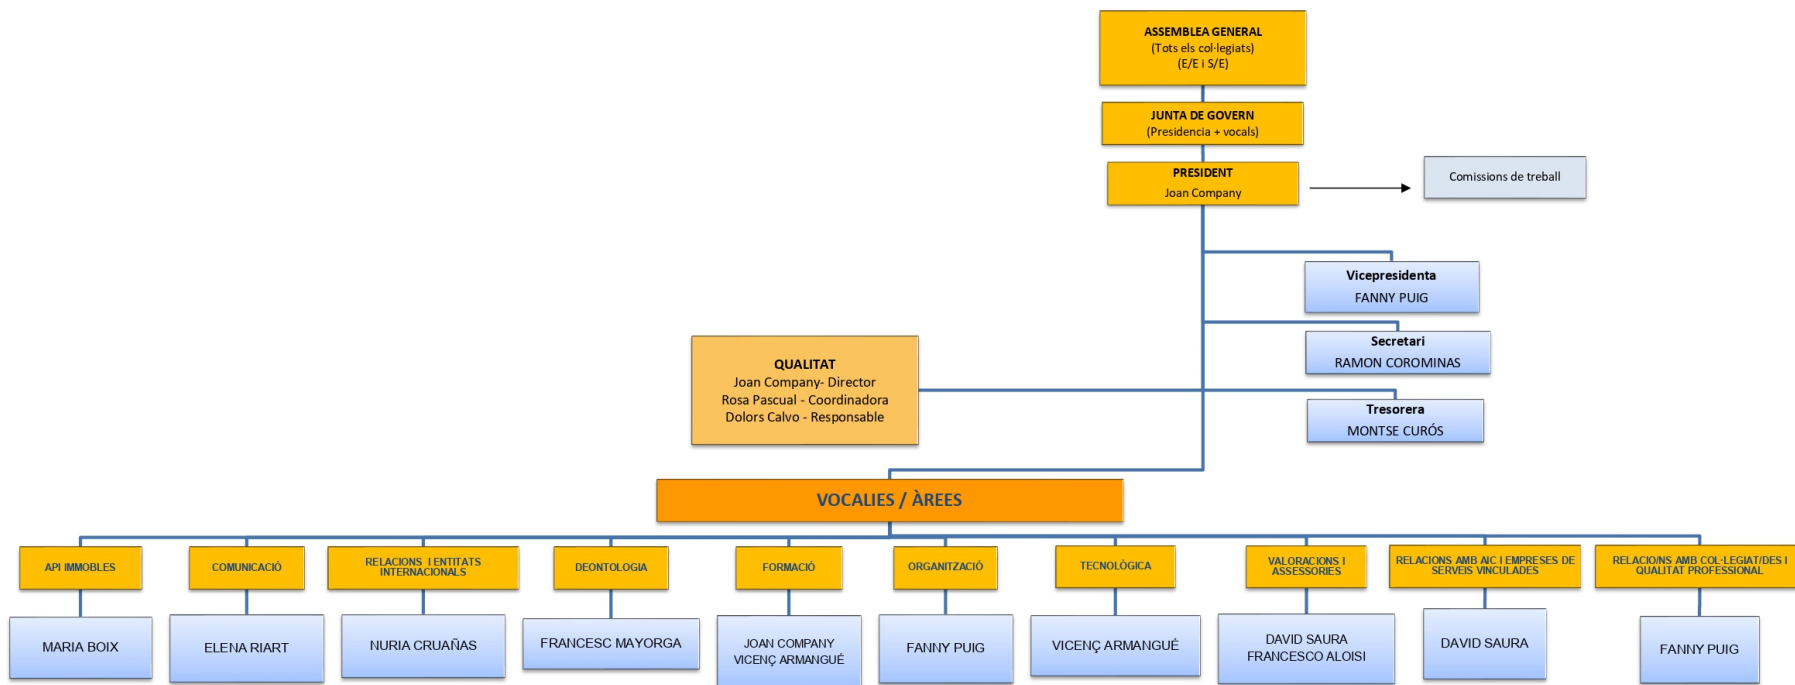 ASSEMBLEA GENERAL
(Tots els col·legiats)
(E/E i S/E)
JUNTA DE GOVERN
(Presidencia + vocals)
PRESIDENT
Joan Company
Comissions de treball
Vicepresidenta
FANNY PUIG
Secretari
RAMON COROMINAS
QUALITAT
Joan Company- Director
Rosa Pascual - Coordinadora
Dolors Calvo - Responsable
Tresorera
MONTSE CURÓS
VOCALIES / ÀREES
API IMMOBLES
COMUNICACIÓ
RELACIONS I ENTITATS
INTERNACIONALS
DEONTOLOGIA
FORMACIÓ
ORGANITZACIÓ
TECNOLÒGICA
VALORACIONS I
ASSESSORIES
RELACIONS AMB AIC I EMPRESES DE
SERVEIS VINCULADES
RELACIO/NS AMB COL·LEGIAT/DES I
QUALITAT PROFESSIONAL
MARIA BOIX
ELENA RIART
NURIA CRUAÑAS
FRANCESC MAYORGA
JOAN COMPANY
VICENÇ ARMANGUÉ
FANNY PUIG
VICENÇ ARMANGUÉ
DAVID SAURA
FRANCESCO ALOISI
DAVID SAURA
FANNY PUIG